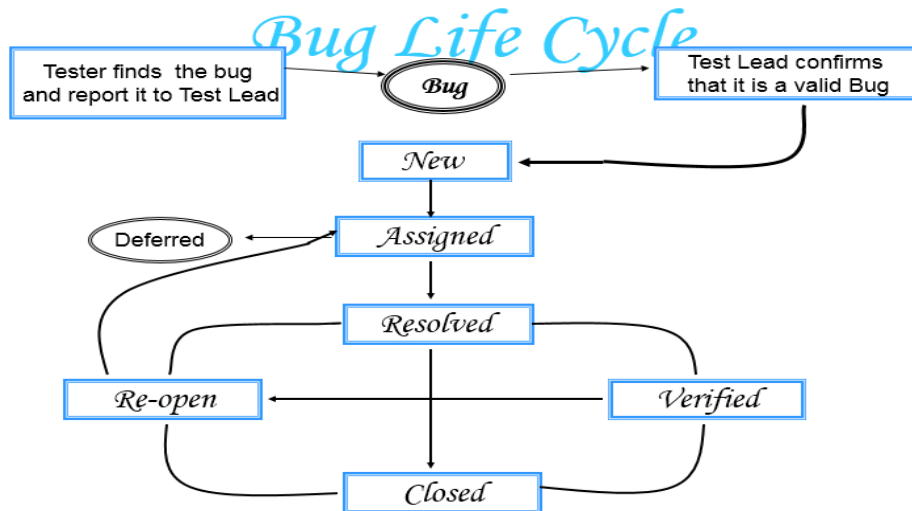 Bug Life Cycle
Tester finds the bug
and report it to Test Lead
Bug
Test Lead confirms
that it is a valid Bug
New
Deferred
Assigned
Resolved
Re-open
Verified
Closed